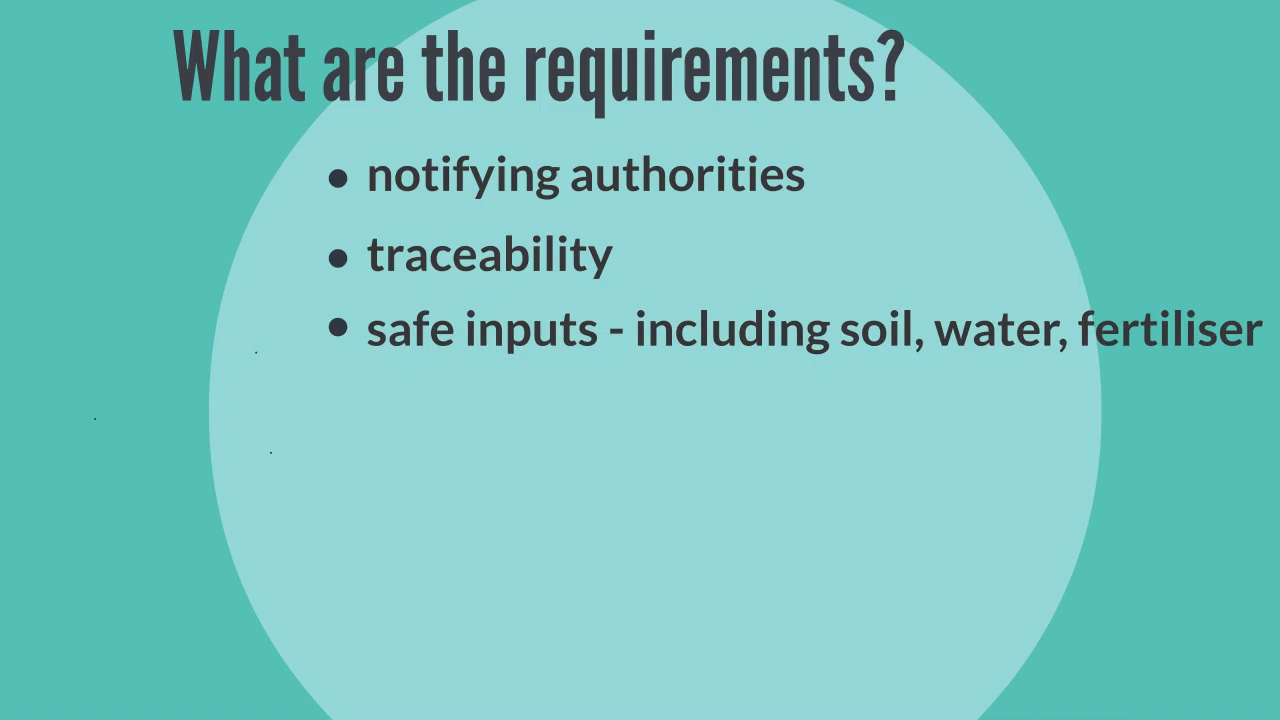 What are the requirements?
• notifying authorities
• traceability
• safe inputs - including soil, water, fertiliser